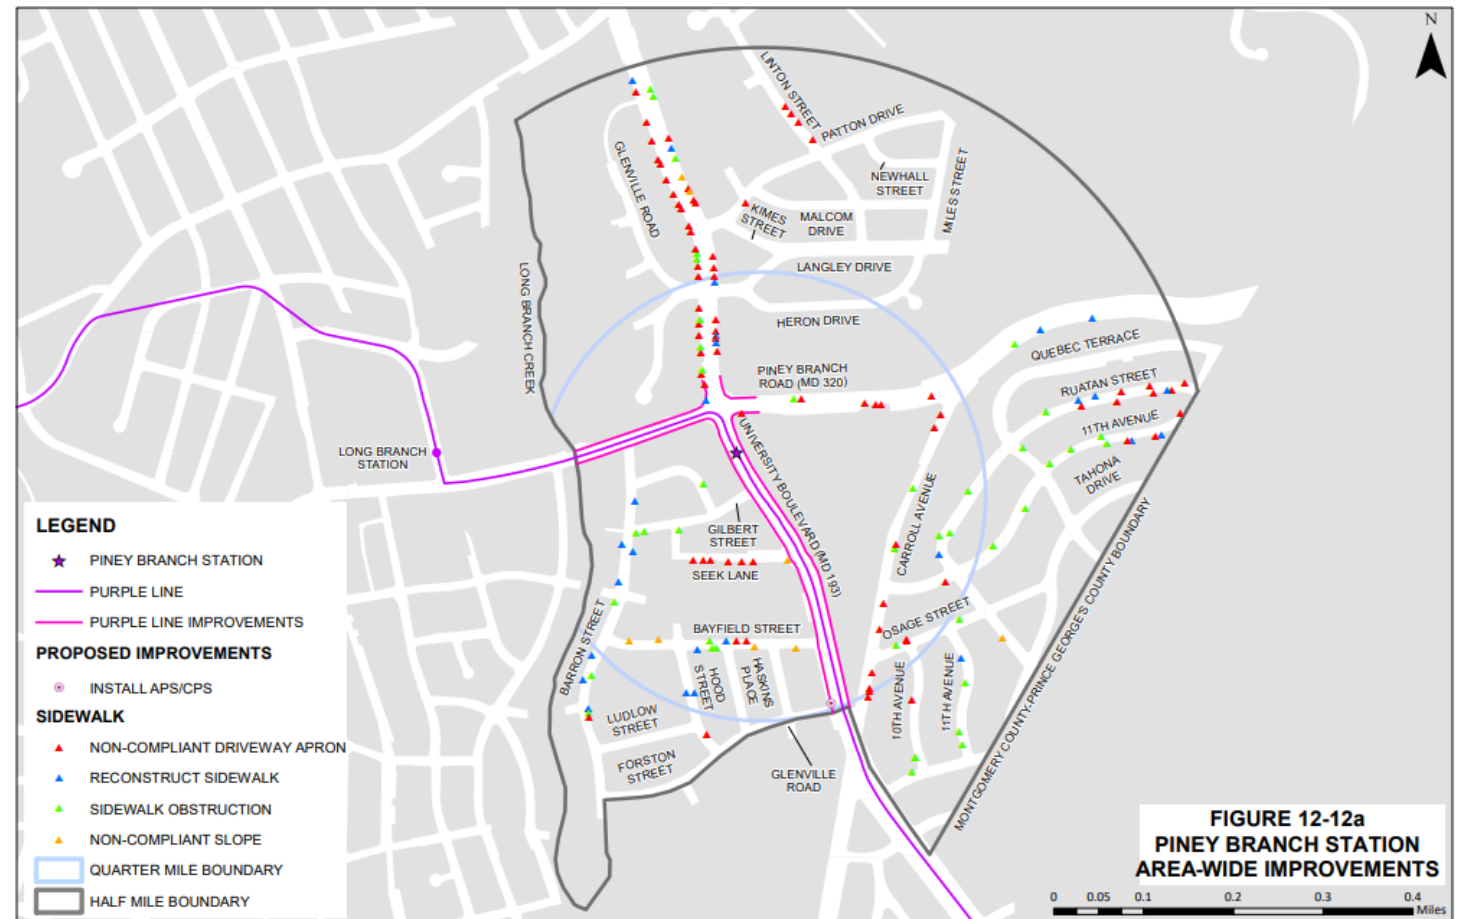 N
LINTON STREET
PATTON DRIVE
GLENVILLE ROAD
NEWHALL
STREET
MILES STREET
KIMES
STREET
MALCOM
DRIVE
LANGLEY DRIVE
LONG BRANCH CREEK
HERON DRIVE
QUEBEC TERRACE
PINEY BRANCH
ROAD (MD 320)
RUATAN STREET
11TH AVENUE
LONG BRANCH
STATION
UNIVERSITY BOULEVARD (MD 193)
TAHONA
DRIVE
CARROLL AVENUE
GILBERT
STREET
SEEK LANE
MONTGOMERY COUNTY-PRINCE GEORGE'S COUNTY BOUNDARY
BARRON STREET
BAYFIELD STREET
OSAGE STREET
HOOD
STREET
HASKINS
PLACE
10TH AVENUE
11TH AVENUE
LUDLOW
STREET
FORSTON
STREET
GLENVILLE
ROAD
LEGEND
PINEY BRANCH STATION
PURPLE LINE
PURPLE LINE IMPROVEMENTS
PROPOSED IMPROVEMENTS
INSTALL APS/CPS
SIDEWALK
NON-COMPLIANT DRIVEWAY APRON
RECONSTRUCT SIDEWALK
SIDEWALK OBSTRUCTION
NON-COMPLIANT SLOPE
QUARTER MILE BOUNDARY
HALF MILE BOUNDARY
FIGURE 12-12a
PINEY BRANCH STATION
AREA-WIDE IMPROVEMENTS
0 0.05 0.1 0.2 0.3 0.4
Miles